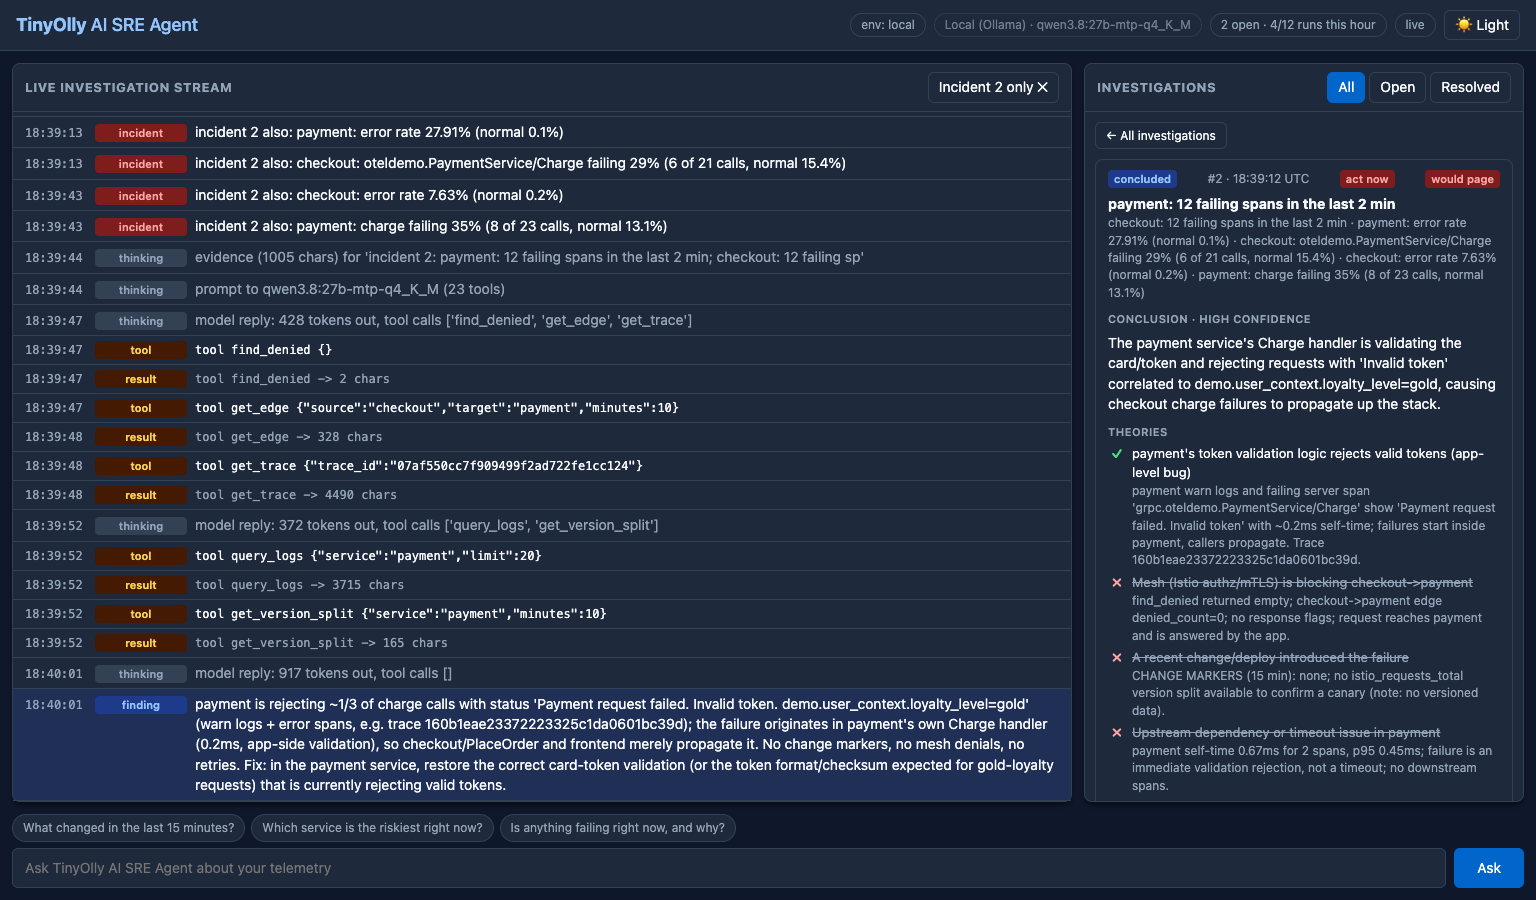 TinyOlly AI SRE Agent
env: local
Local (Ollama) · qwen3.8:27b-mtp-q4_K_M
2 open · 4/12 runs this hour
live
☀️ Light
LIVE INVESTIGATION STREAM
Incident 2 only ✕
18:39:13 incident incident 2 also: payment: error rate 27.91% (normal 0.1%)
18:39:13 incident incident 2 also: checkout: oteldemo.PaymentService/Charge failing 29% (6 of 21 calls, normal 15.4%)
18:39:43 incident incident 2 also: checkout: error rate 7.63% (normal 0.2%)
18:39:43 incident incident 2 also: payment: charge failing 35% (8 of 23 calls, normal 13.1%)
18:39:44 thinking evidence (1005 chars) for 'incident 2: payment: 12 failing spans in the last 2 min; checkout: 12 failing sp'
18:39:44 thinking prompt to qwen3.8:27b-mtp-q4_K_M (23 tools)
18:39:47 thinking model reply: 428 tokens out, tool calls ['find_denied', 'get_edge', 'get_trace']
18:39:47 tool tool find_denied {}
18:39:47 result tool find_denied -> 2 chars
18:39:47 tool tool get_edge {"source":"checkout","target":"payment","minutes":10}
18:39:48 result tool get_edge -> 328 chars
18:39:48 tool tool get_trace {"trace_id":"07af550cc7f909499f2ad722fe1cc124"}
18:39:48 result tool get_trace -> 4490 chars
18:39:52 thinking model reply: 372 tokens out, tool calls ['query_logs', 'get_version_split']
18:39:52 tool tool query_logs {"service":"payment","limit":20}
18:39:52 result tool query_logs -> 3715 chars
18:39:52 tool tool get_version_split {"service":"payment","minutes":10}
18:39:52 result tool get_version_split -> 165 chars
18:40:01 thinking model reply: 917 tokens out, tool calls []
18:40:01 finding payment is rejecting ~1/3 of charge calls with status 'Payment request failed. Invalid token. demo.user_context.loyalty_level=gold'
(warn logs + error spans, e.g. trace 160b1eae23372223325c1da0601bc39d); the failure originates in payment's own Charge handler
(0.2ms, app-side validation), so checkout/PlaceOrder and frontend merely propagate it. No change markers, no mesh denials, no
retries. Fix: in the payment service, restore the correct card-token validation (or the token format/checksum expected for gold-loyalty
requests) that is currently rejecting valid tokens.
INVESTIGATIONS
All
Open
Resolved
← All investigations
concluded #2 · 18:39:12 UTC act now would page
payment: 12 failing spans in the last 2 min
checkout: 12 failing spans in the last 2 min · payment: error rate
27.91% (normal 0.1%) · checkout: oteldemo.PaymentService/Charge
failing 29% (6 of 21 calls, normal 15.4%) · checkout: error rate 7.63%
(normal 0.2%) · payment: charge failing 35% (8 of 23 calls, normal
13.1%)
CONCLUSION · HIGH CONFIDENCE
The payment service's Charge handler is validating the
card/token and rejecting requests with 'Invalid token'
correlated to demo.user_context.loyalty_level=gold, causing
checkout charge failures to propagate up the stack.
THEORIES
✓ payment's token validation logic rejects valid tokens (app-
level bug)
payment warn logs and failing server span
'grpc.oteldemo.PaymentService/Charge' show 'Payment request
failed. Invalid token' with ~0.2ms self-time; failures start inside
payment, callers propagate. Trace
160b1eae23372223325c1da0601bc39d.
✕ Mesh (Istio authz/mTLS) is blocking checkout->payment
find_denied returned empty; checkout->payment edge
denied_count=0; no response flags; request reaches payment
and is answered by the app.
✕ A recent change/deploy introduced the failure
CHANGE MARKERS (15 min): none; no istio_requests_total
version split available to confirm a canary (note: no versioned
data).
✕ Upstream dependency or timeout issue in payment
payment self-time 0.67ms for 2 spans, p95 0.45ms; failure is an
immediate validation rejection, not a timeout; no downstream
spans.
What changed in the last 15 minutes?
Which service is the riskiest right now?
Is anything failing right now, and why?
Ask TinyOlly AI SRE Agent about your telemetry
Ask